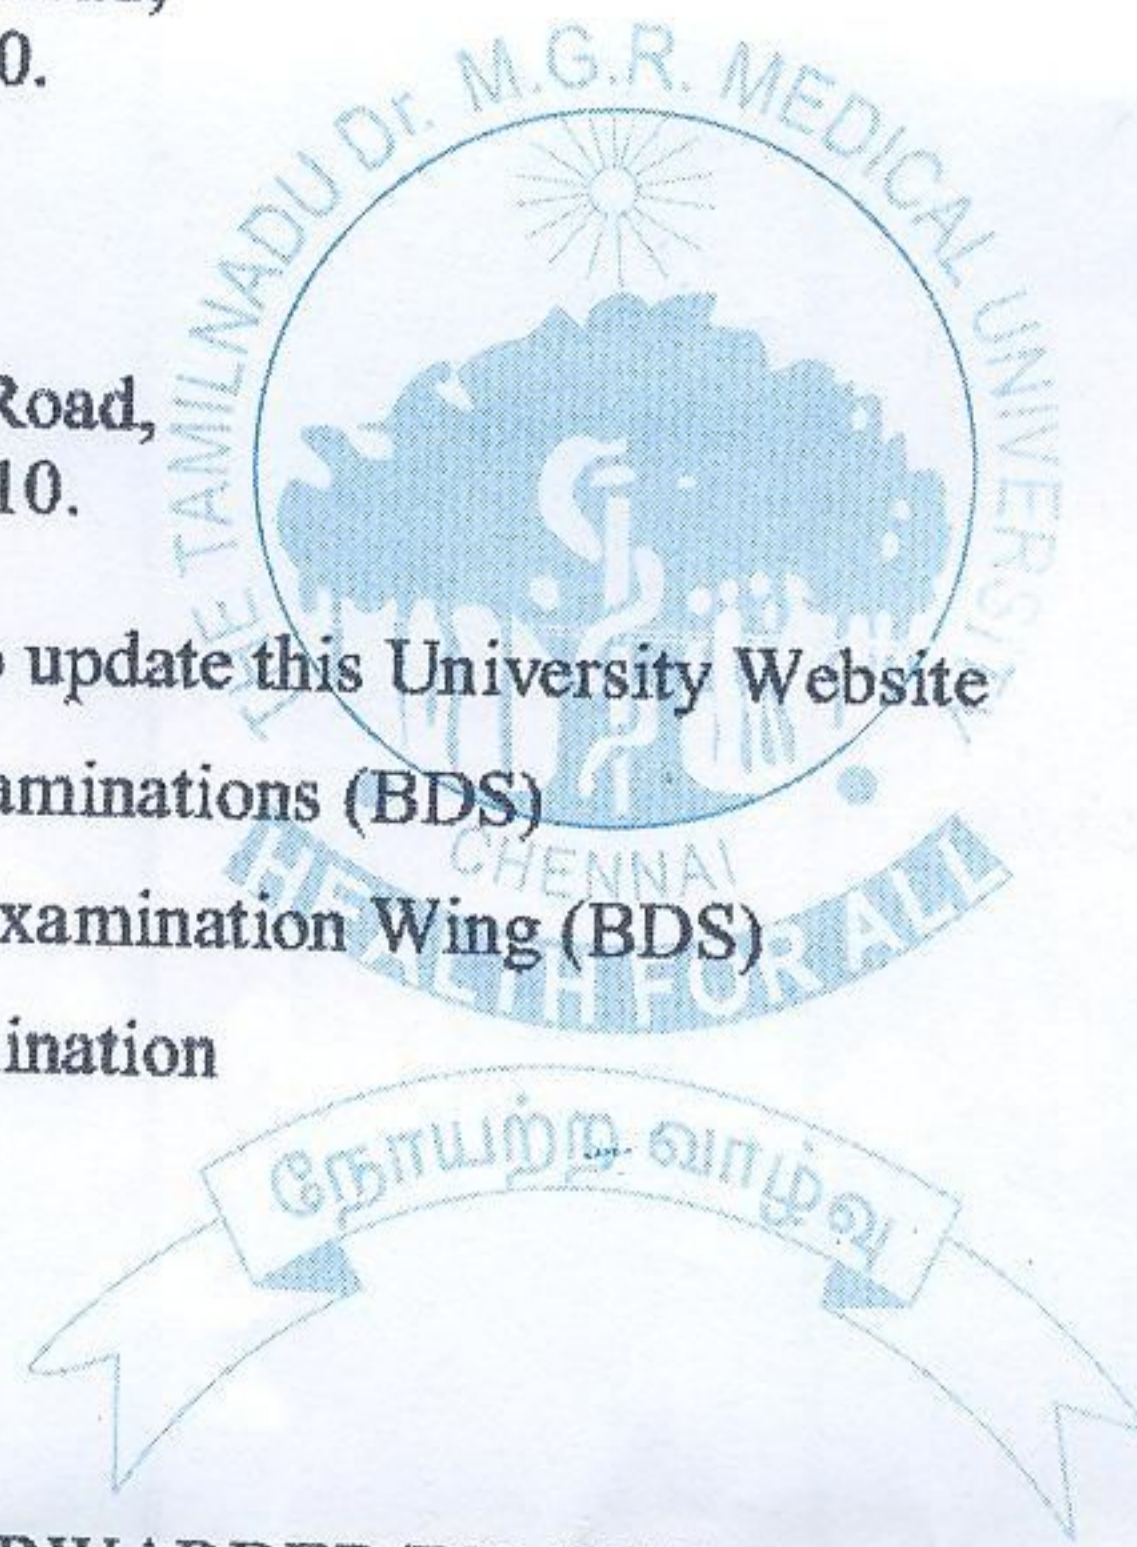 0.
Road,
10.
update this University Website
aminations (BDS)
xamination Wing (BDS)
ination
THE TAMILNADU Dr. M.G.R. MEDICAL UNIVERSITY
CHENNAI
HEALTH FOR ALL
நோயற்ற வாழ்வு